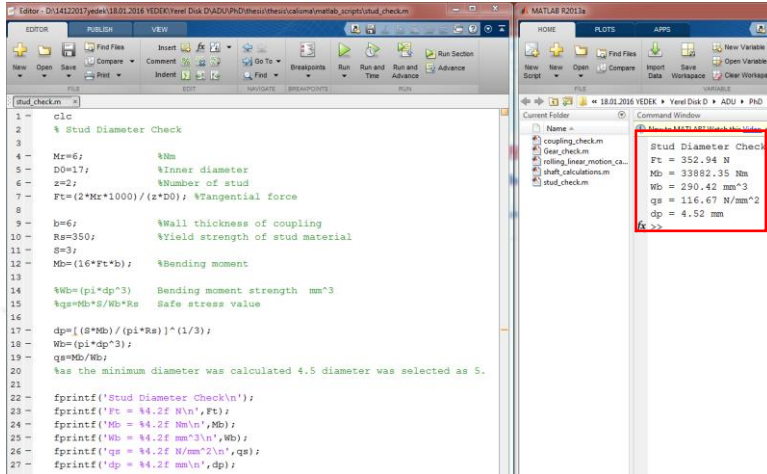 Editor - D:\14122017yedek\18.01.2016 YEDEK\Yerel Disk D\ADU\PhD\thesis\thesis\calisma\matlab_scripts\stud_check.m
EDITOR PUBLISH VIEW
New Open Save Find Files Compare Print
Insert Comment Indent
Go To Find
Breakpoints
Run Run and Time Run and Advance Run Section Advance
FILE EDIT NAVIGATE BREAKPOINTS RUN
stud_check.m
1 clc
2 % Stud Diameter Check
3
4 Mr=6; %Nm
5 D0=17; %Inner diameter
6 z=2; %Number of stud
7 Ft=(2*Mr*1000)/(z*D0); %Tangential force
8
9 b=6; %Wall thickness of coupling
10 Rs=350; %Yield strength of stud material
11 S=3;
12 Mb=(16*Ft*b); %Bending moment
13
14 %Wb=(pi*dp^3) Bending moment strength mm^3
15 %qs=Mb*S/Wb*Rs Safe stress value
16
17 dp=[(S*Mb)/(pi*Rs)]^(1/3);
18 Wb=(pi*dp^3);
19 qs=Mb/Wb;
20 %as the minimum diameter was calculated 4.5 diameter was selected as 5.
21
22 fprintf('Stud Diameter Check\n');
23 fprintf('Ft = %4.2f N\n',Ft);
24 fprintf('Mb = %4.2f Nm\n',Mb);
25 fprintf('Wb = %4.2f mm^3\n',Wb);
26 fprintf('qs = %4.2f N/mm^2\n',qs);
27 fprintf('dp = %4.2f mm\n',dp);
MATLAB R2013a
HOME PLOTS APPS
New Script New Open Find Files Compare Import Data Save Workspace New Variable Open Variable Clear Workspa
FILE VARIABLE
« 18.01.2016 YEDEK Yerel Disk D ADU PhD
Current Folder
Name
coupling_check.m
Gear_check.m
rolling_linear_motion_ca...
shaft_calculations.m
stud_check.m
Command Window
New to MATLAB? Watch this Video
Stud Diameter Check
Ft = 352.94 N
Mb = 33882.35 Nm
Wb = 290.42 mm^3
qs = 116.67 N/mm^2
dp = 4.52 mm
fx >>